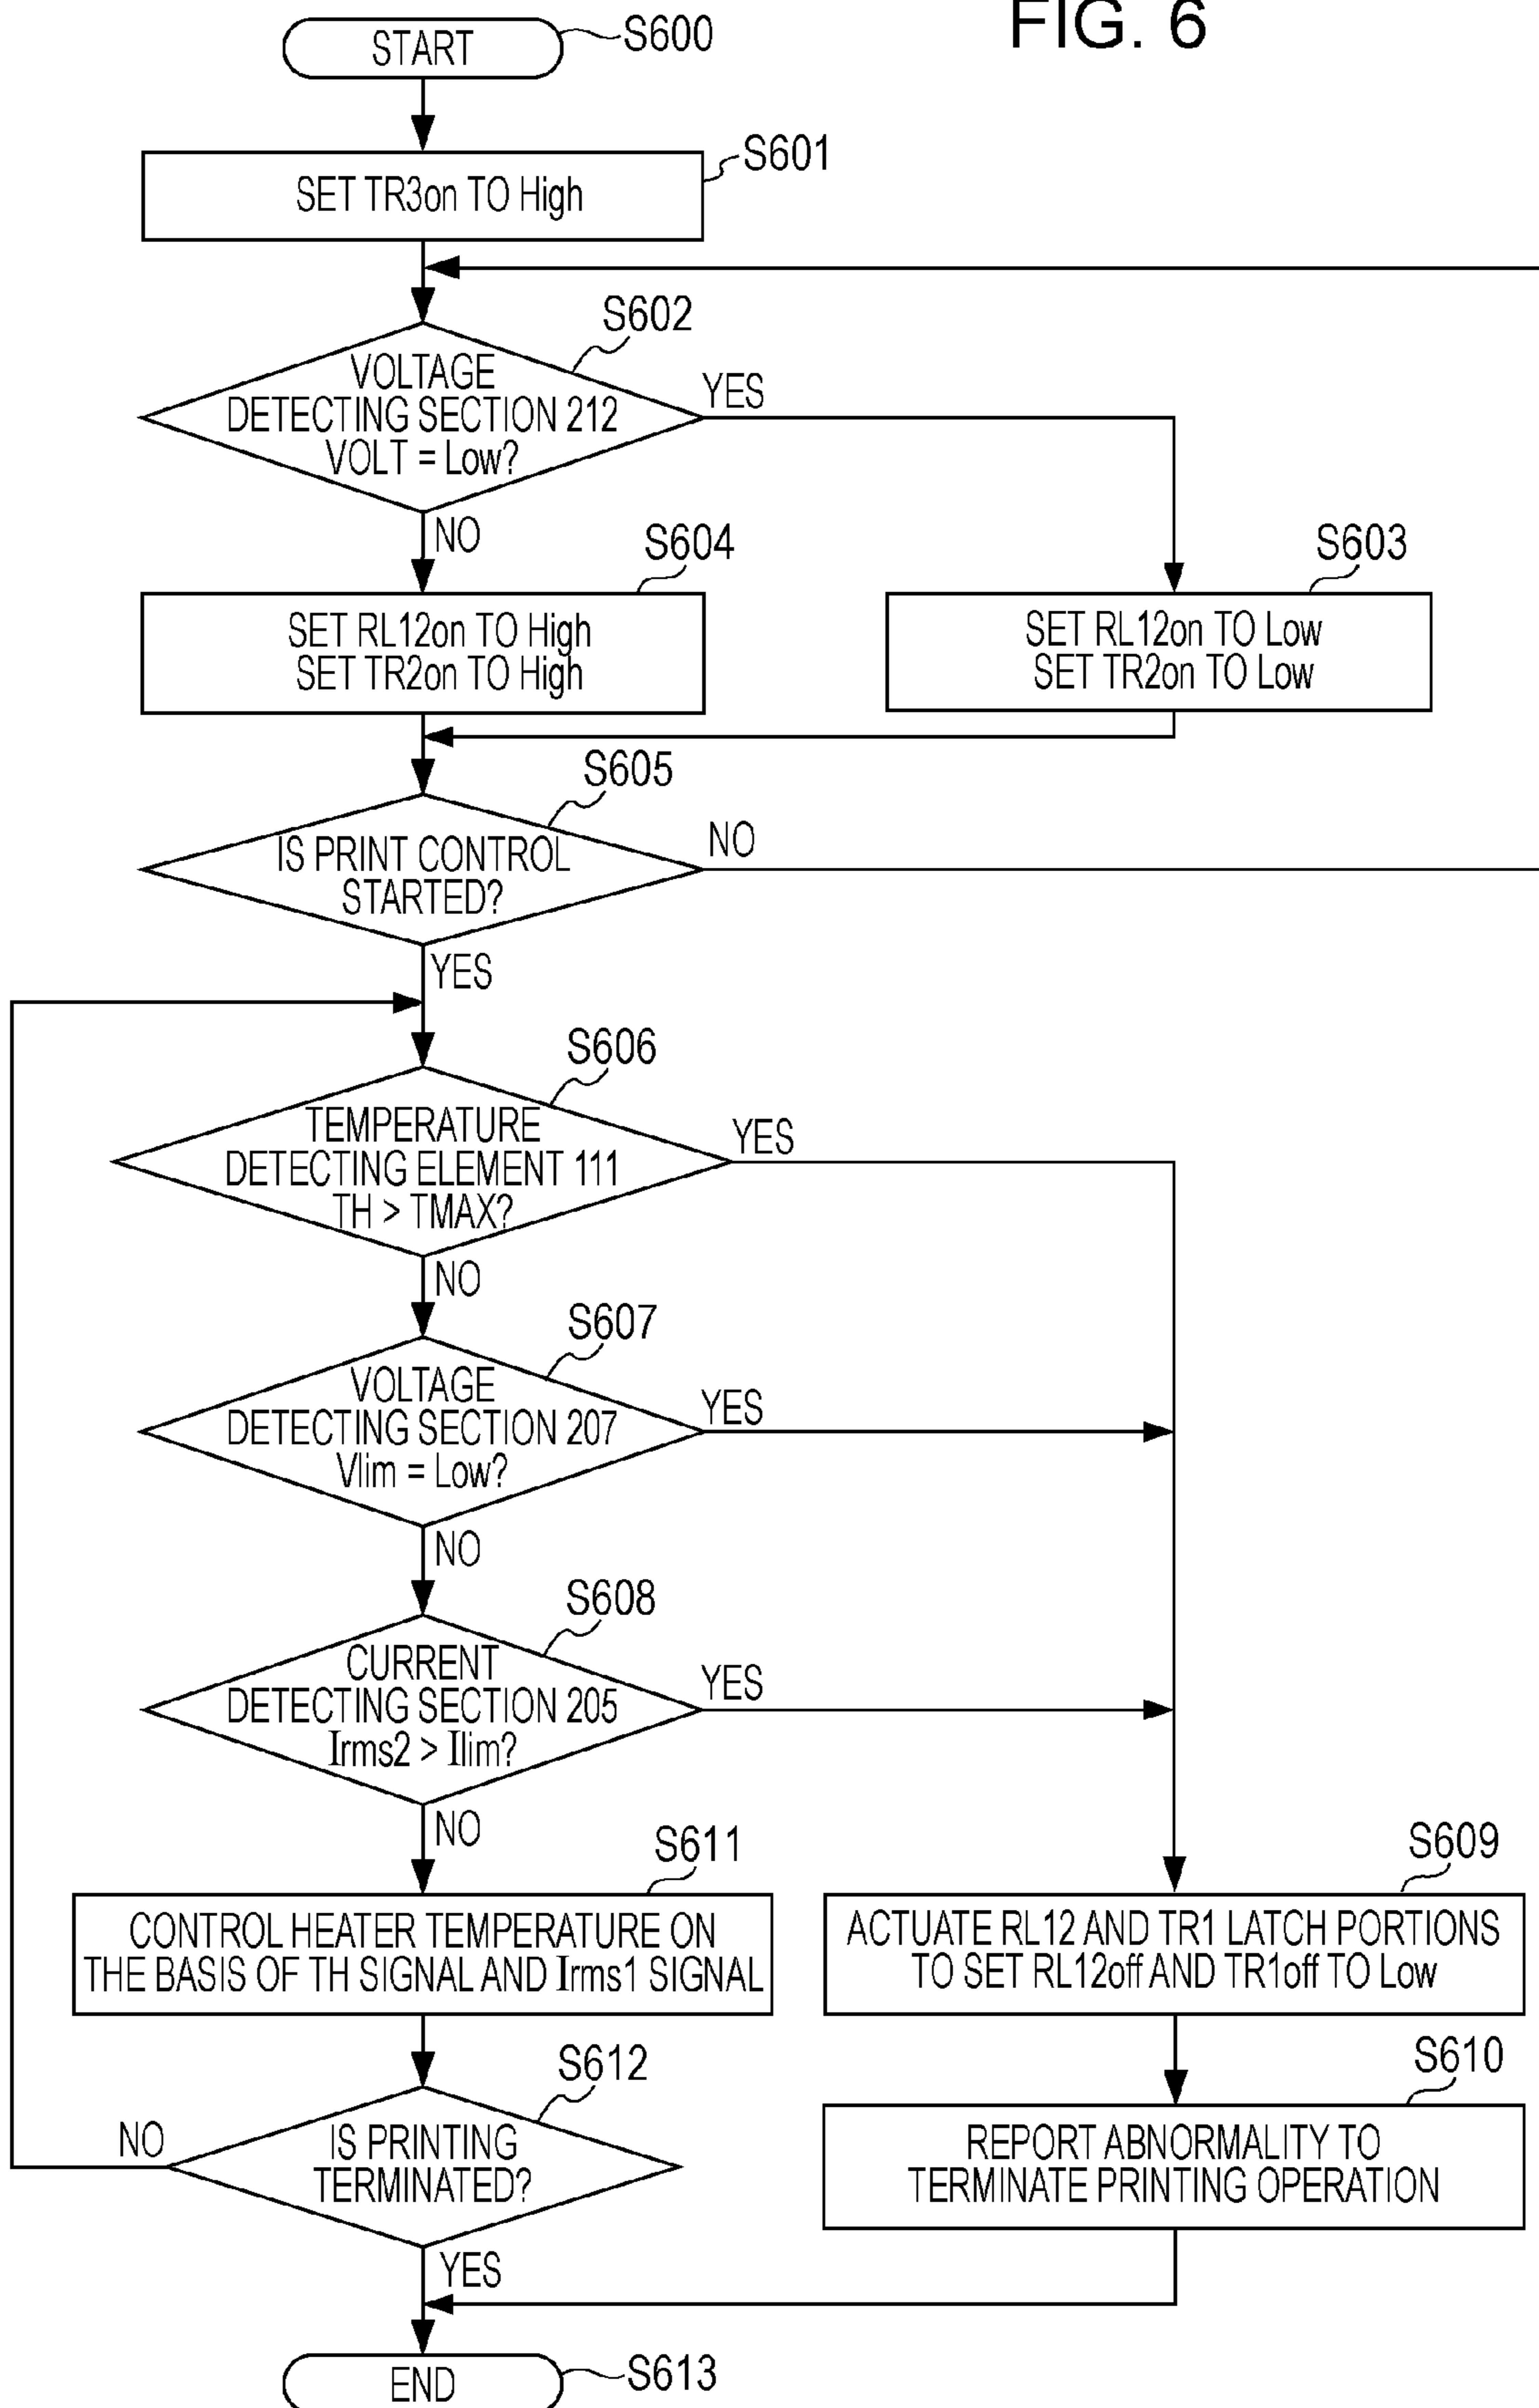 FIG. 6
START
S600
S601
SET TR3on TO High
S602
VOLTAGE
DETECTING SECTION 212
VOLT = Low?
YES
NO
S604
SET RL12on TO High
SET TR2on TO High
S603
SET RL12on TO Low
SET TR2on TO Low
S605
IS PRINT CONTROL
STARTED?
NO
YES
S606
TEMPERATURE
DETECTING ELEMENT 111
TH > TMAX?
YES
NO
S607
VOLTAGE
DETECTING SECTION 207
Vlim = Low?
YES
NO
S608
CURRENT
DETECTING SECTION 205
Irms2 > Ilim?
YES
NO
S611
CONTROL HEATER TEMPERATURE ON
THE BASIS OF TH SIGNAL AND Irms1 SIGNAL
S609
ACTUATE RL12 AND TR1 LATCH PORTIONS
TO SET RL12off AND TR1off TO Low
S612
IS PRINTING
TERMINATED?
NO
YES
S610
REPORT ABNORMALITY TO
TERMINATE PRINTING OPERATION
END
S613